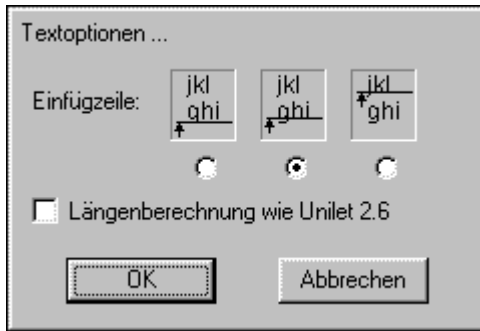 Textoptionen ...
Einfügzeile:
jkl jkl jkl
ghi ghi ghi
Längenberechnung wie Unilet 2.6
OK Abbrechen